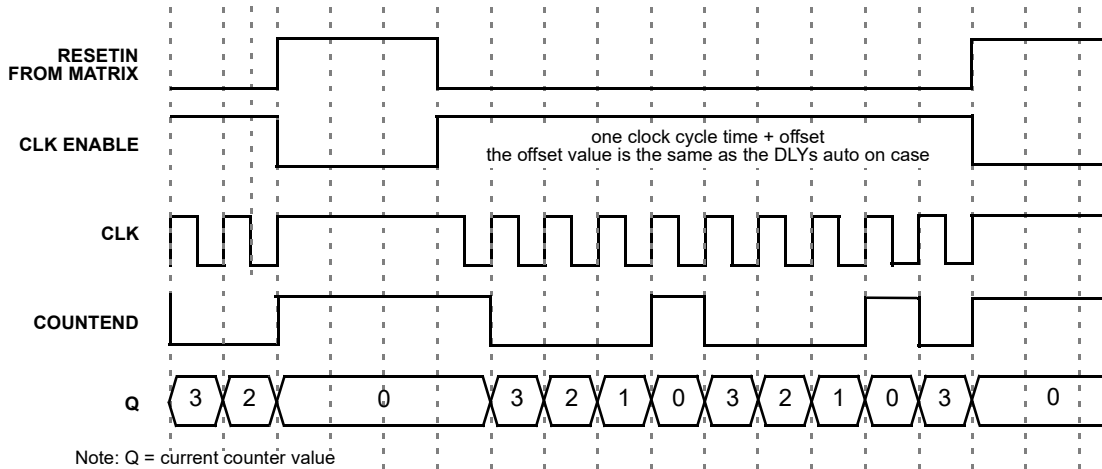 RESETIN
FROM MATRIX
CLK ENABLE
one clock cycle time + offset
the offset value is the same as the DLYs auto on case
CLK
COUNTEND
Q 3 2 0 3 2 1 0 3 2 1 0 3 0
Note: Q = current counter value